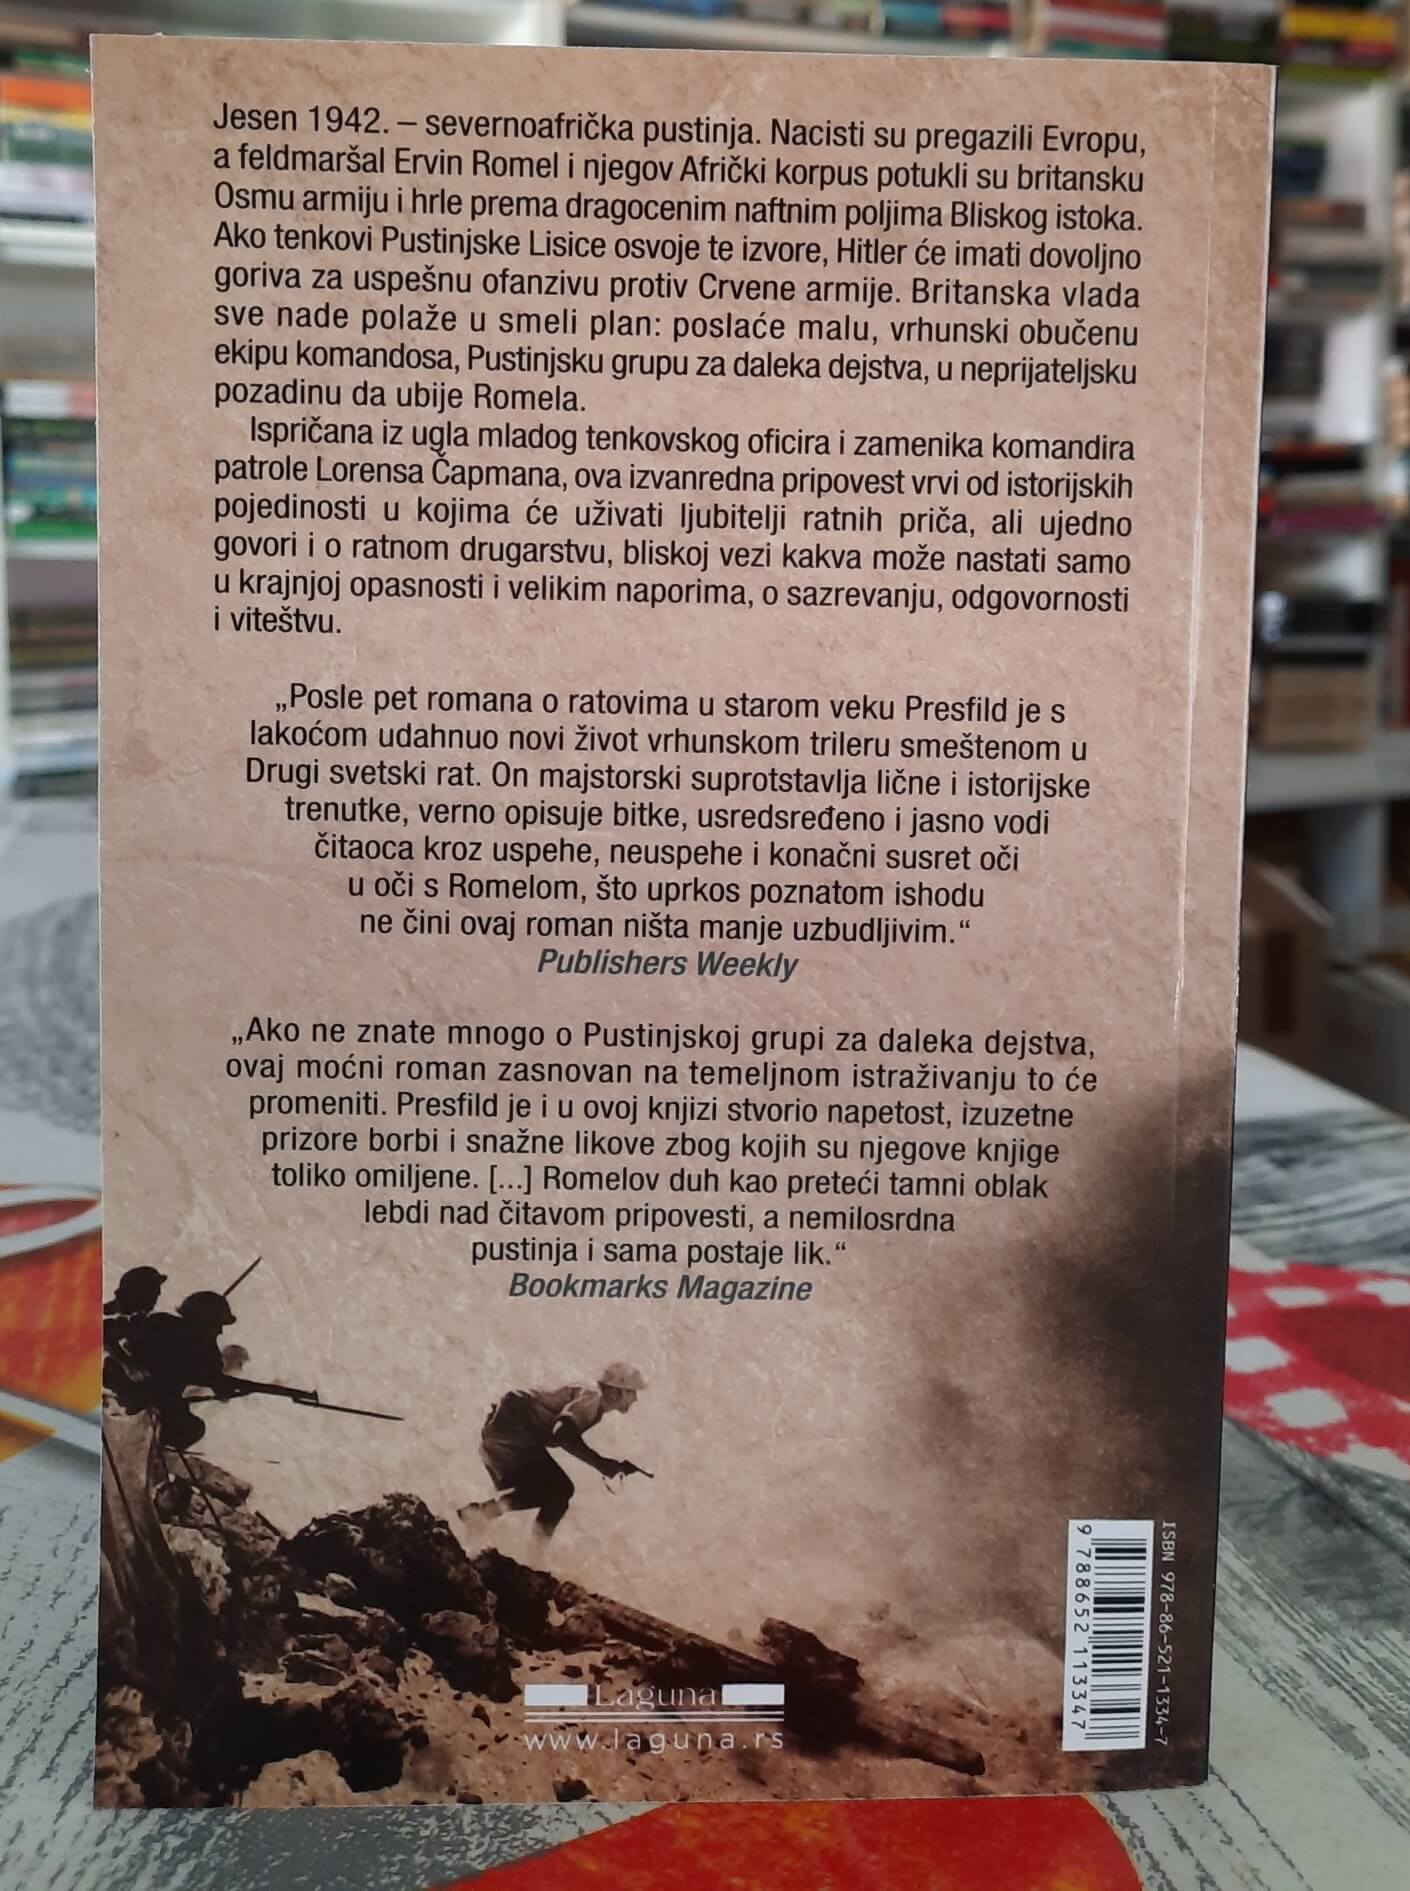 Jesen 1942. – severnoafrička pustinja. Nacisti su pregazili Evropu,
a feldmaršal Ervin Romel i njegov Afrički korpus potukli su britansku
Osmu armiju i hrle prema dragocenim naftnim poljima Bliskog istoka.
Ako tenkovi Pustinjske Lisice osvoje te izvore, Hitler će imati dovoljno
goriva za uspešnu ofanzivu protiv Crvene armije. Britanska vlada
sve nade polaže u smeli plan: poslaće malu, vrhunski obučenu
ekipu komandosa, Pustinjsku grupu za daleka dejstva, u neprijateljsku
pozadinu da ubije Romela.
Ispričana iz ugla mladog tenkovskog oficira i zamenika komandira
patrole Lorensa Čapmana, ova izvanredna pripovest vrvi od istorijskih
pojedinosti u kojima će uživati ljubitelji ratnih priča, ali ujedno
govori i o ratnom drugarstvu, bliskoj vezi kakva može nastati samo
u krajnjoj opasnosti i velikim naporima, o sazrevanju, odgovornosti
i viteštvu.
„Posle pet romana o ratovima u starom veku Presfild je s
lakoćom udahnuo novi život vrhunskom trileru smeštenom u
Drugi svetski rat. On majstorski suprotstavlja lične i istorijske
trenutke, verno opisuje bitke, usredsređeno i jasno vodi
čitaoca kroz uspehe, neuspehe i konačni susret oči
u oči s Romelom, što uprkos poznatom ishodu
ne čini ovaj roman ništa manje uzbudljivim.“
Publishers Weekly
„Ako ne znate mnogo o Pustinjskoj grupi za daleka dejstva,
ovaj moćni roman zasnovan na temeljnom istraživanju to će
promeniti. Presfild je i u ovoj knjizi stvorio napetost, izuzetne
prizore borbi i snažne likove zbog kojih su njegove knjige
toliko omiljene. [...] Romelov duh kao preteći tamni oblak
lebdi nad čitavom pripovesti, a nemilosrdna
pustinja i sama postaje lik.“
Bookmarks Magazine
Laguna
www.laguna.rs
ISBN 978-86-521-1334-7
9 788652 113347